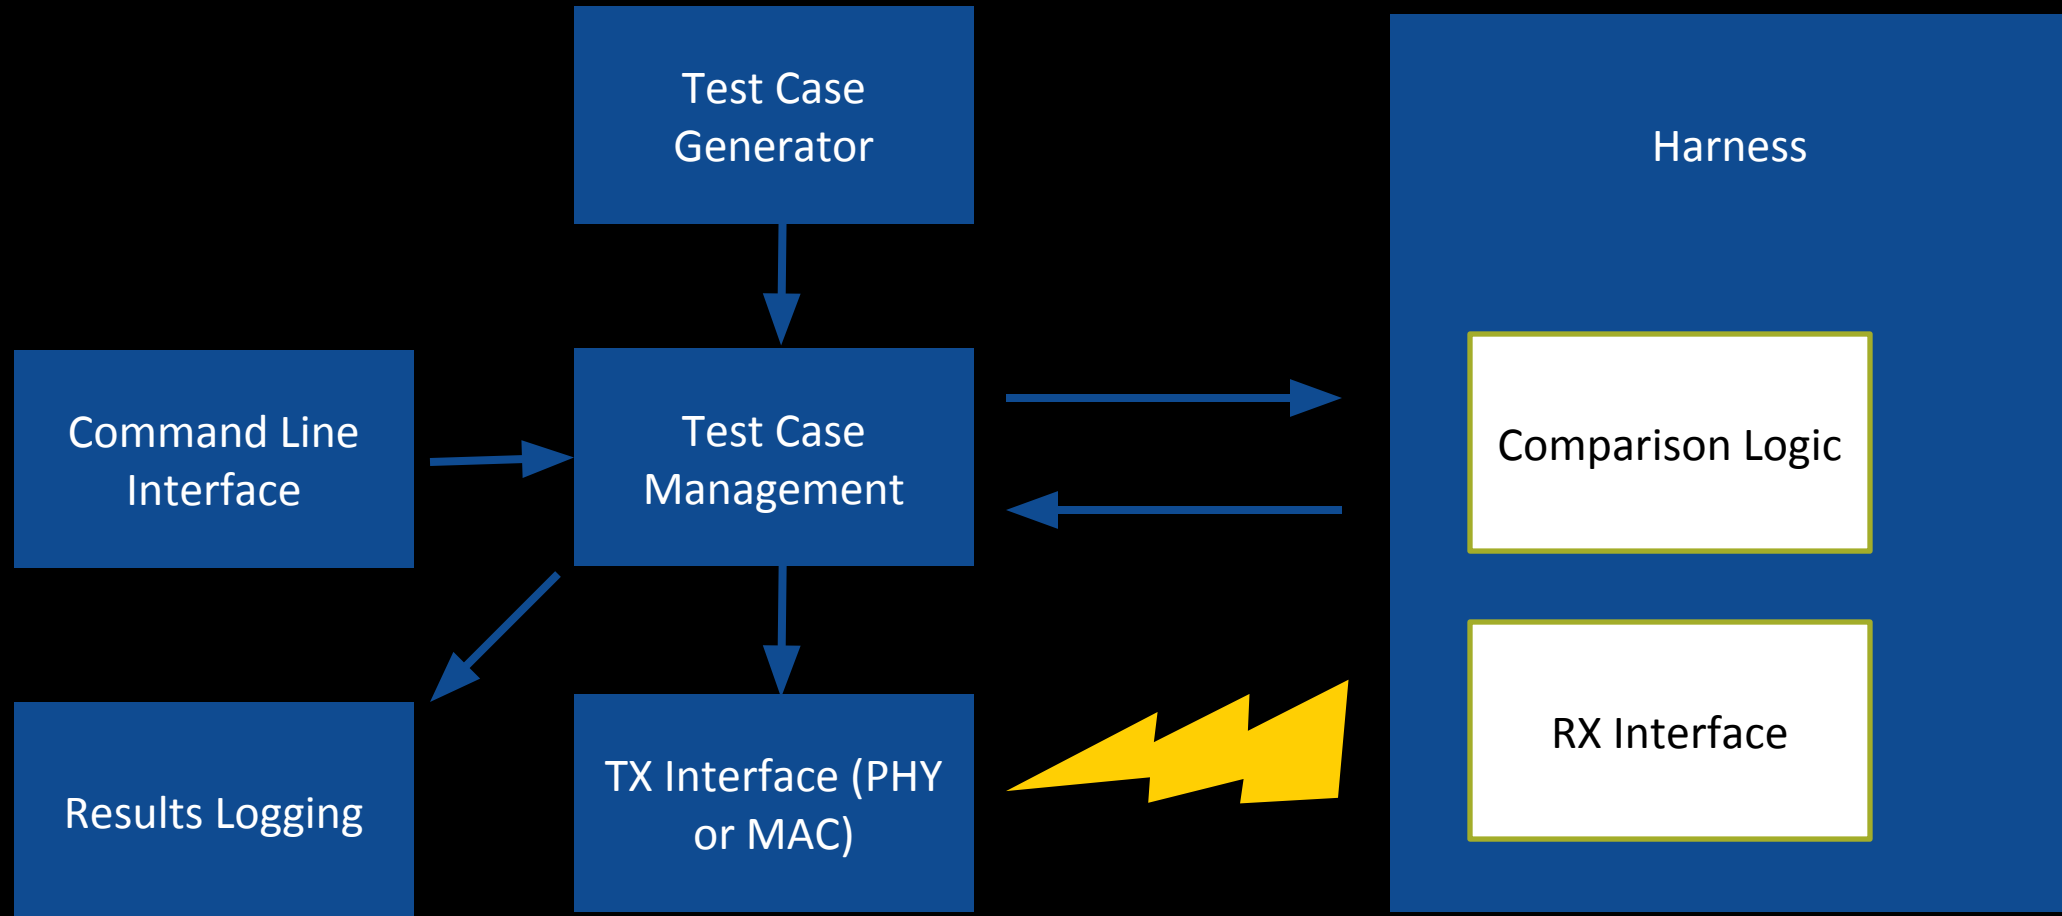 Test Case
Generator
Harness
Command Line
Interface
Test Case
Management
Comparison Logic
Results Logging
TX Interface (PHY
or MAC)
RX Interface